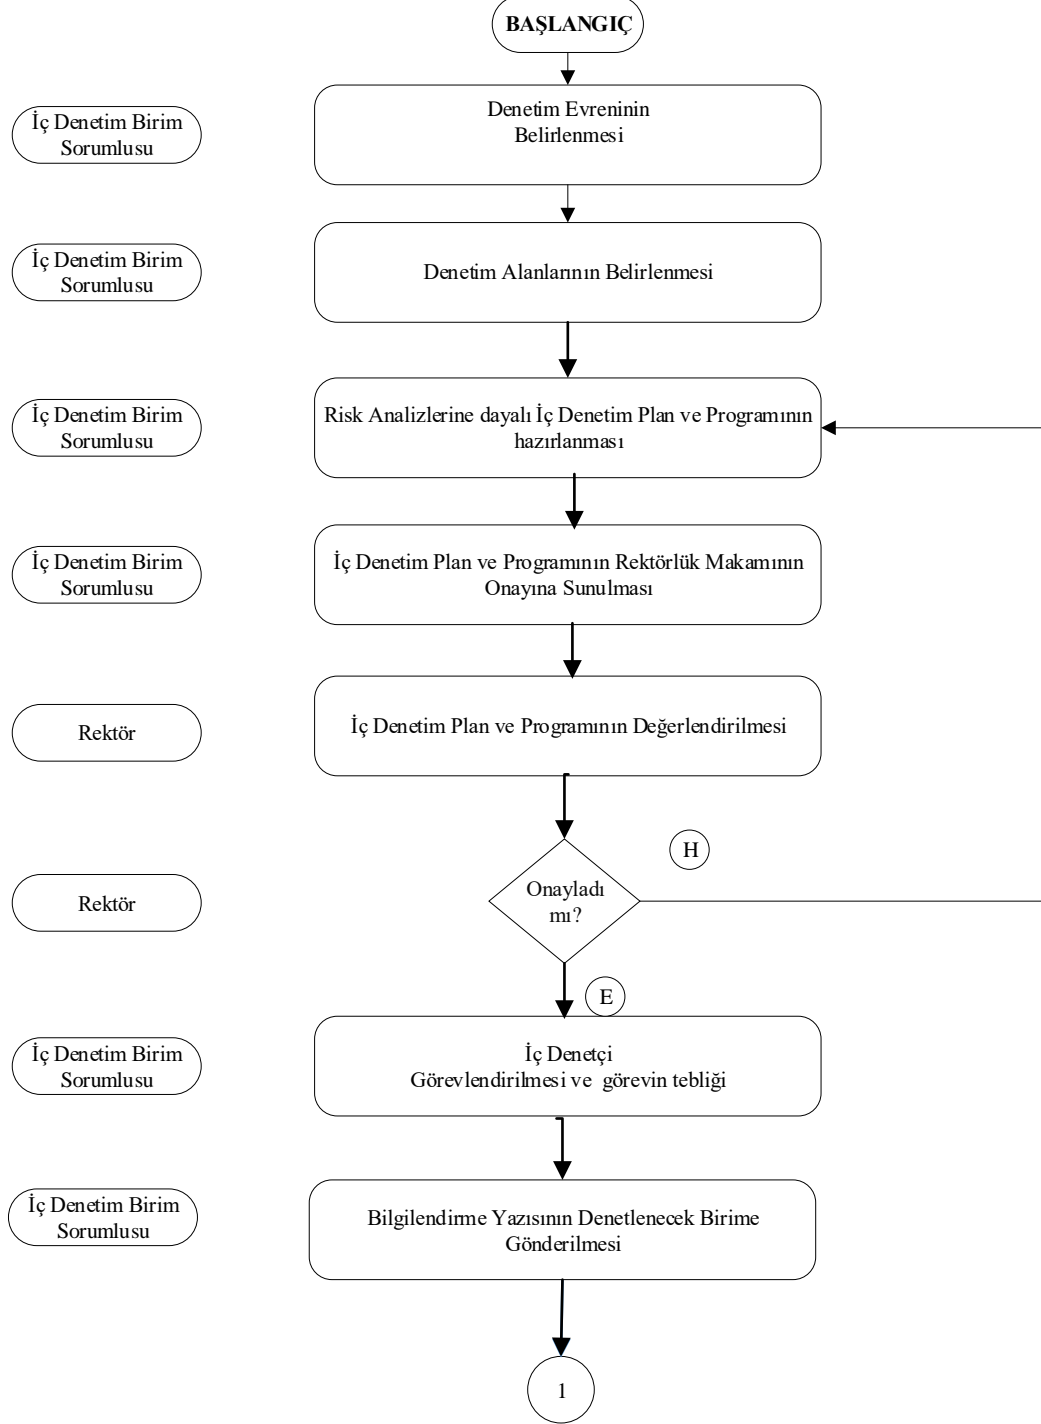 BAŞLANGIÇ
İç Denetim Birim
Sorumlusu
Denetim Evreninin
Belirlenmesi
İç Denetim Birim
Sorumlusu
Denetim Alanlarının Belirlenmesi
İç Denetim Birim
Sorumlusu
Risk Analizlerine dayalı İç Denetim Plan ve Programının
hazırlanması
İç Denetim Birim
Sorumlusu
İç Denetim Plan ve Programının Rektörlük Makamının
Onayına Sunulması
Rektör
İç Denetim Plan ve Programının Değerlendirilmesi
H
Rektör
Onayladı
mı?
E
İç Denetim Birim
Sorumlusu
İç Denetçi
Görevlendirilmesi ve görevin tebliği
İç Denetim Birim
Sorumlusu
Bilgilendirme Yazısının Denetlenecek Birime
Gönderilmesi
1